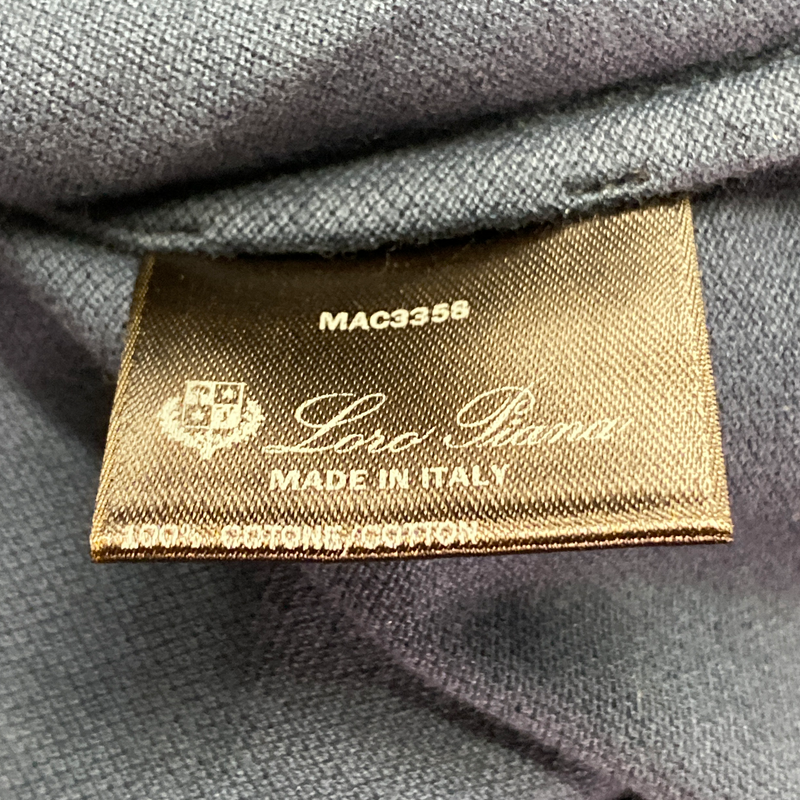 MAC3358
Loro Piana
MADE IN ITALY
100% COTONE/COTTON